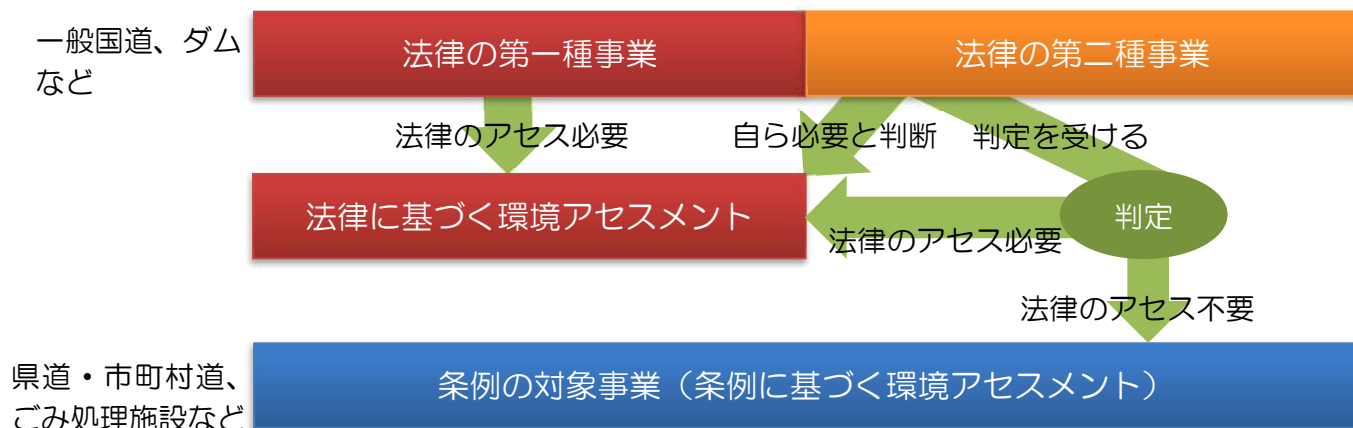 一般国道、ダム
など
法律の第一種事業
法律の第二種事業
法律のアセス必要
自ら必要と判断
判定を受ける
法律に基づく環境アセスメント
判定
法律のアセス必要
法律のアセス不要
県道・市町村道、
ごみ処理施設など
条例の対象事業（条例に基づく環境アセスメント）